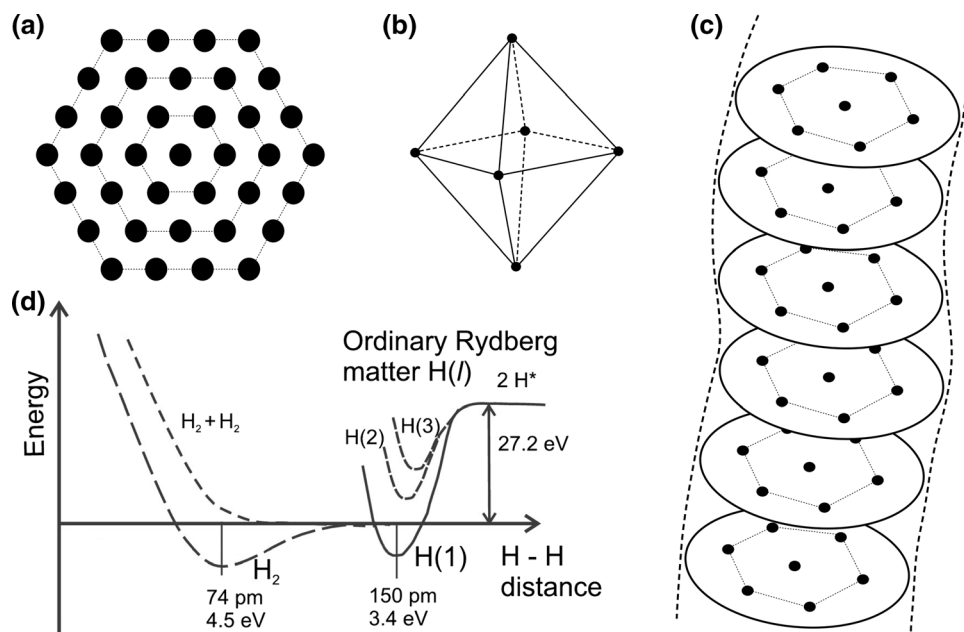 (a)
(b)
(c)
(d)
Energy
H₂ + H₂
H₂
74 pm
4.5 eV
Ordinary Rydberg
matter H(l)
2 H*
H(3)
H(2)
27.2 eV
H(1)
150 pm
3.4 eV
H - H
distance